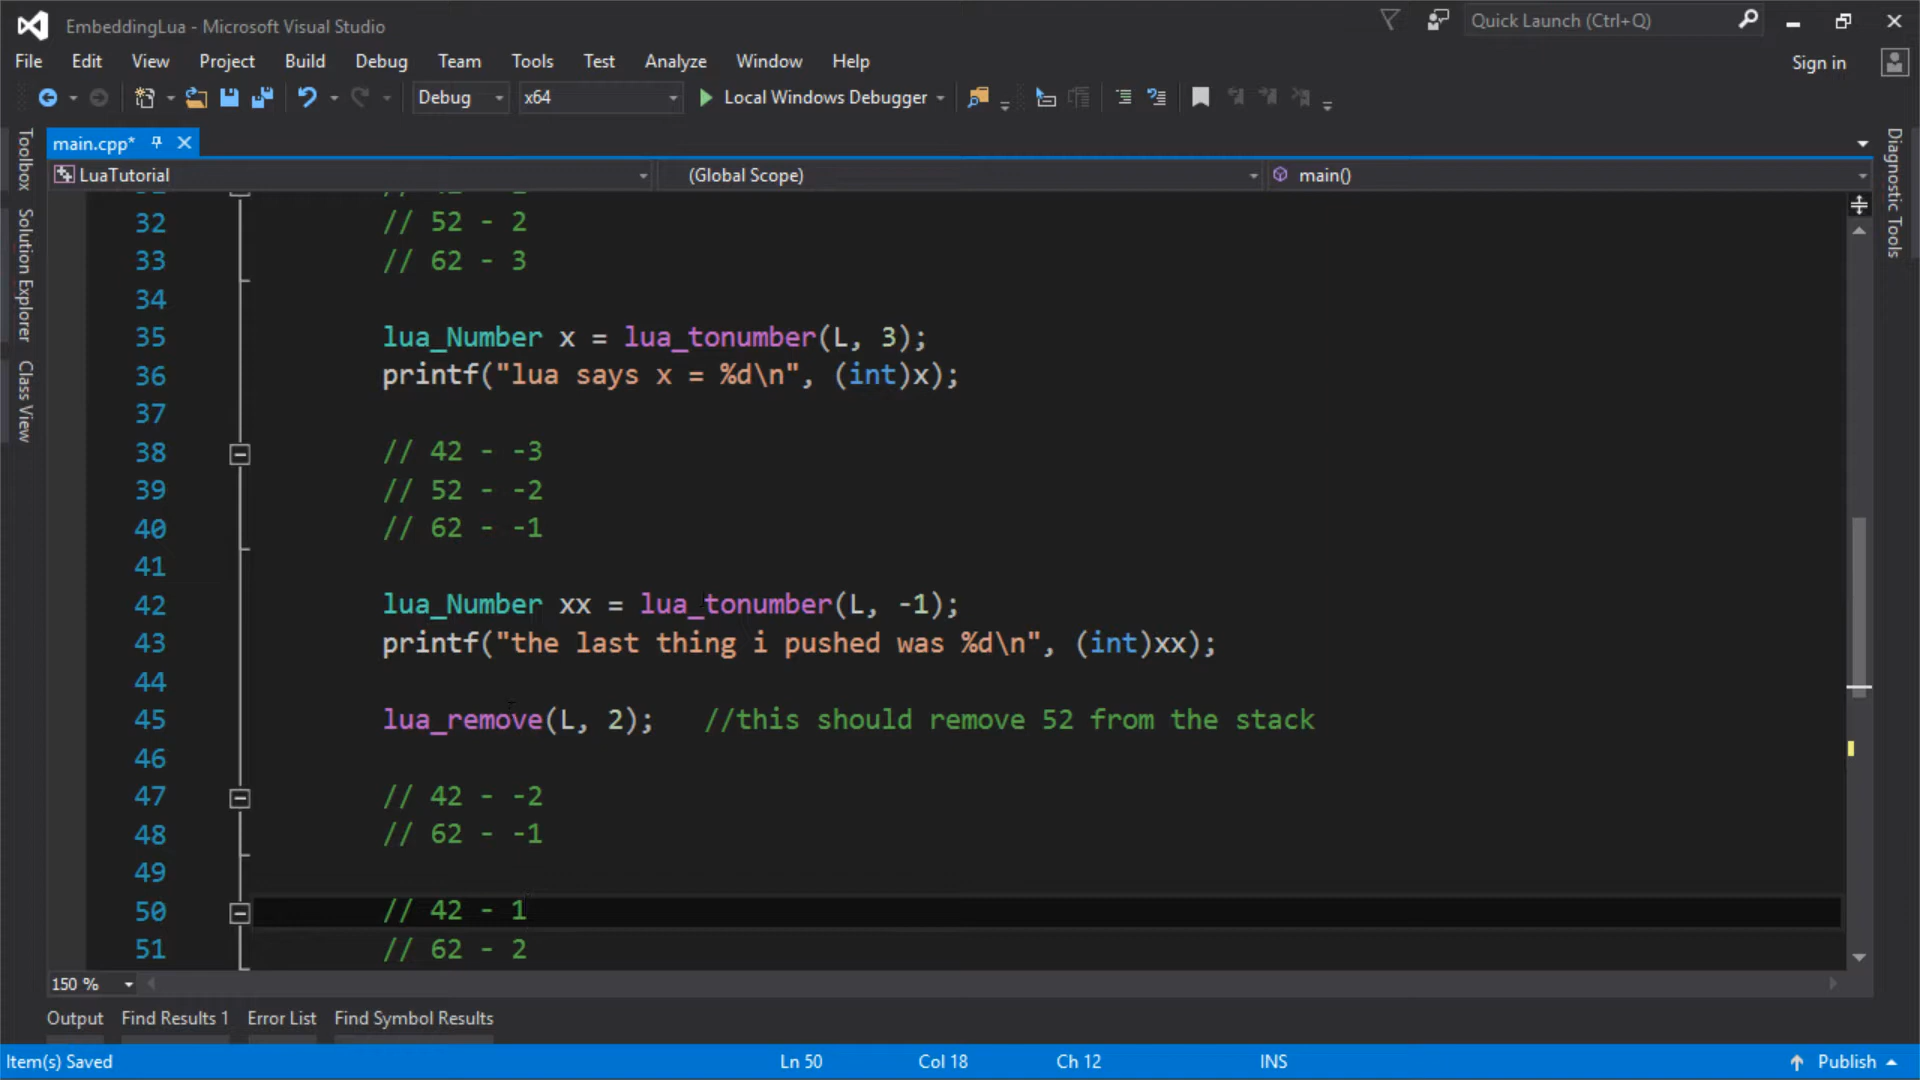 EmbeddingLua - Microsoft Visual Studio
Quick Launch (Ctrl+Q)
File Edit View Project Build Debug Team Tools Test Analyze Window Help
Sign in
Debug x64 Local Windows Debugger
Toolbox
Solution Explorer
Class View
Diagnostic Tools
main.cpp*
LuaTutorial (Global Scope) main()
32 // 52 - 2
33 // 62 - 3
34
35 lua_Number x = lua_tonumber(L, 3);
36 printf("lua says x = %d\n", (int)x);
37
38 // 42 - -3
39 // 52 - -2
40 // 62 - -1
41
42 lua_Number xx = lua_tonumber(L, -1);
43 printf("the last thing i pushed was %d\n", (int)xx);
44
45 lua_remove(L, 2); //this should remove 52 from the stack
46
47 // 42 - -2
48 // 62 - -1
49
50 // 42 - 1
51 // 62 - 2
150 %
Output Find Results 1 Error List Find Symbol Results
Item(s) Saved Ln 50 Col 18 Ch 12 INS Publish